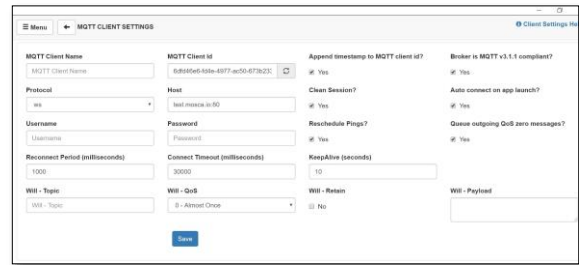 Menu MQTT CLIENT SETTINGS Client Settings He
MQTT Client Name MQTT Client Id Append timestamp to MQTT client id? Broker is MQTT v3.1.1 compliant?
MQTT Client Name Yes Yes
Protocol Host Clean Session? Auto connect on app launch?
ws Yes Yes
Username Password Reschedule Pings? Queue outgoing QoS zero messages?
Username Password Yes Yes
Reconnect Period (milliseconds) Connect Timeout (milliseconds) KeepAlive (seconds)
1000 30000 10
Will - Topic Will - QoS Will - Retain Will - Payload
Will - Topic 0 - Almost Once No
Save